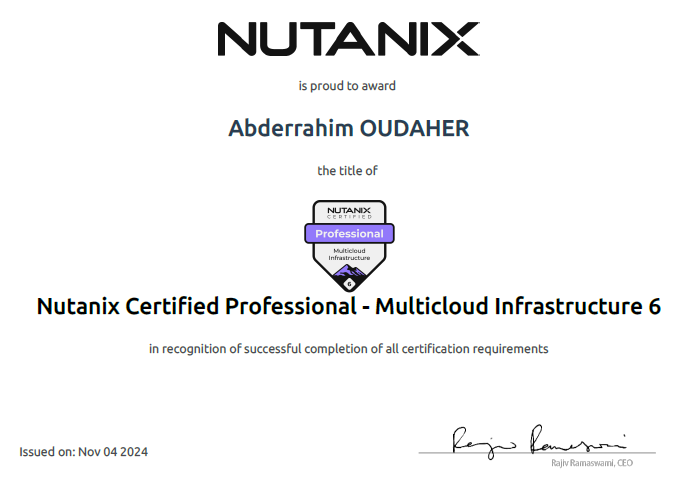 NUTANIX
is proud to award
Abderrahim OUDAHER
the title of
NUTANIX
CERTIFIED
Professional
Multicloud
Infrastructure
6
Nutanix Certified Professional - Multicloud Infrastructure 6
in recognition of successful completion of all certification requirements
Issued on: Nov 04 2024
Rajiv Ramaswami
Rajiv Ramaswami, CEO